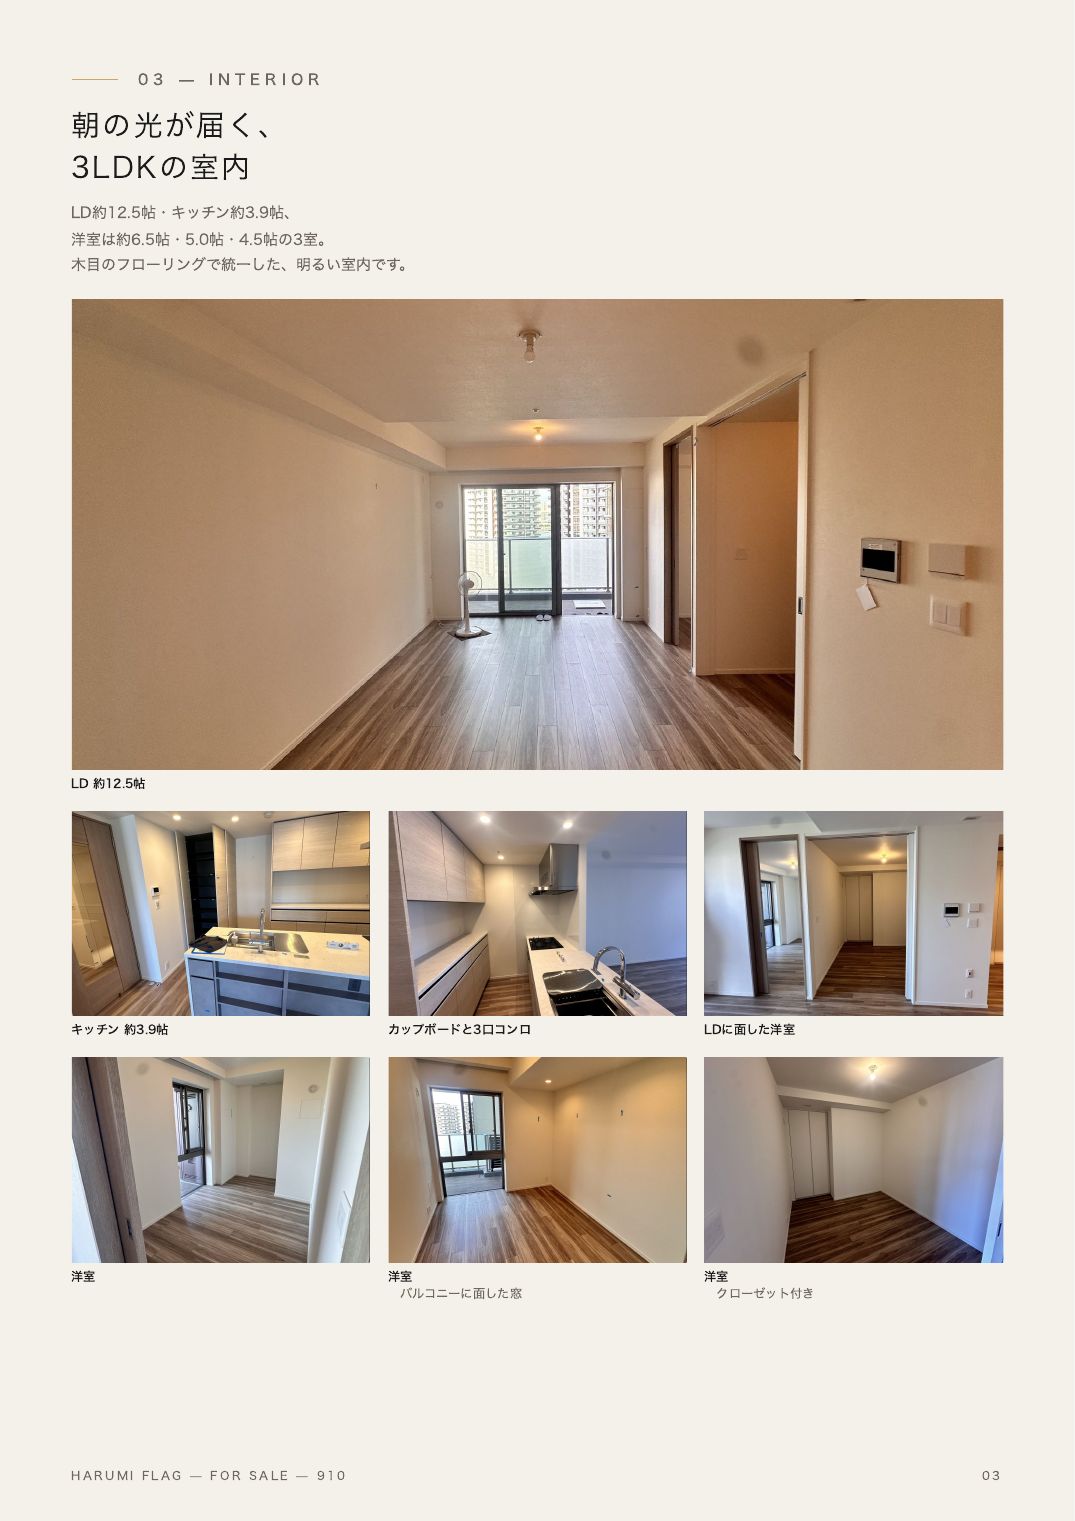 03 — INTERIOR
朝の光が届く、
3LDKの室内
LD約12.5帖・キッチン約3.9帖、
洋室は約6.5帖・5.0帖・4.5帖の3室。
木目のフローリングで統一した、明るい室内です。
LD 約12.5帖
キッチン 約3.9帖
カップボードと3口コンロ
LDに面した洋室
洋室
洋室
バルコニーに面した窓
洋室
クローゼット付き
HARUMI FLAG — FOR SALE — 910
03